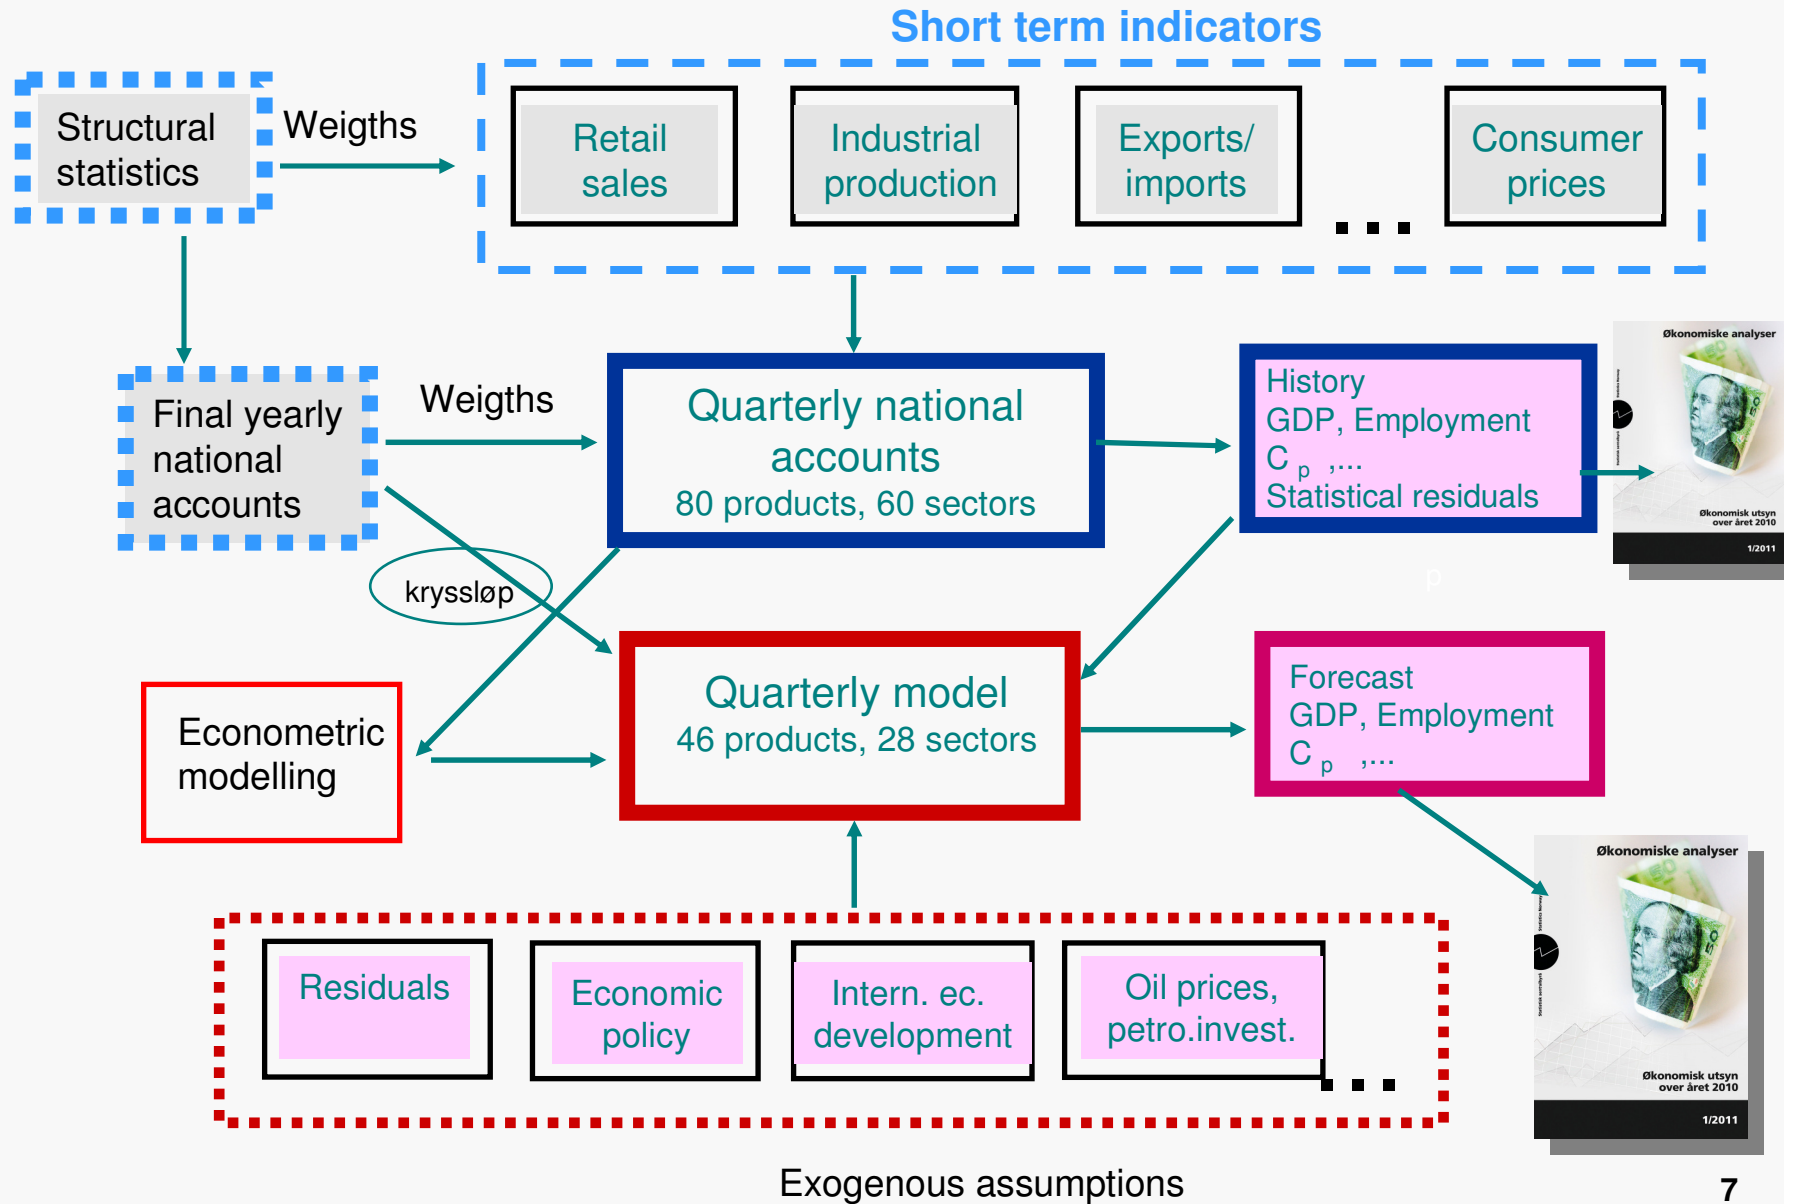 Short term indicators
Structural
statistics
Weigths
Retail
sales
Industrial
production
Exports/
imports
...
Consumer
prices
Final yearly
national
accounts
Weigths
Quarterly national
accounts
80 products, 60 sectors
History
GDP, Employment
C p ,...
Statistical residuals
Økonomiske analyser
Økonomisk utsyn
over året 2010
1/2011
p
kryssløp
Econometric
modelling
Quarterly model
46 products, 28 sectors
Forecast
GDP, Employment
C p ,...
Økonomiske analyser
Økonomisk utsyn
over året 2010
1/2011
Residuals
Economic
policy
Intern. ec.
development
Oil prices,
petro.invest.
...
Exogenous assumptions
7